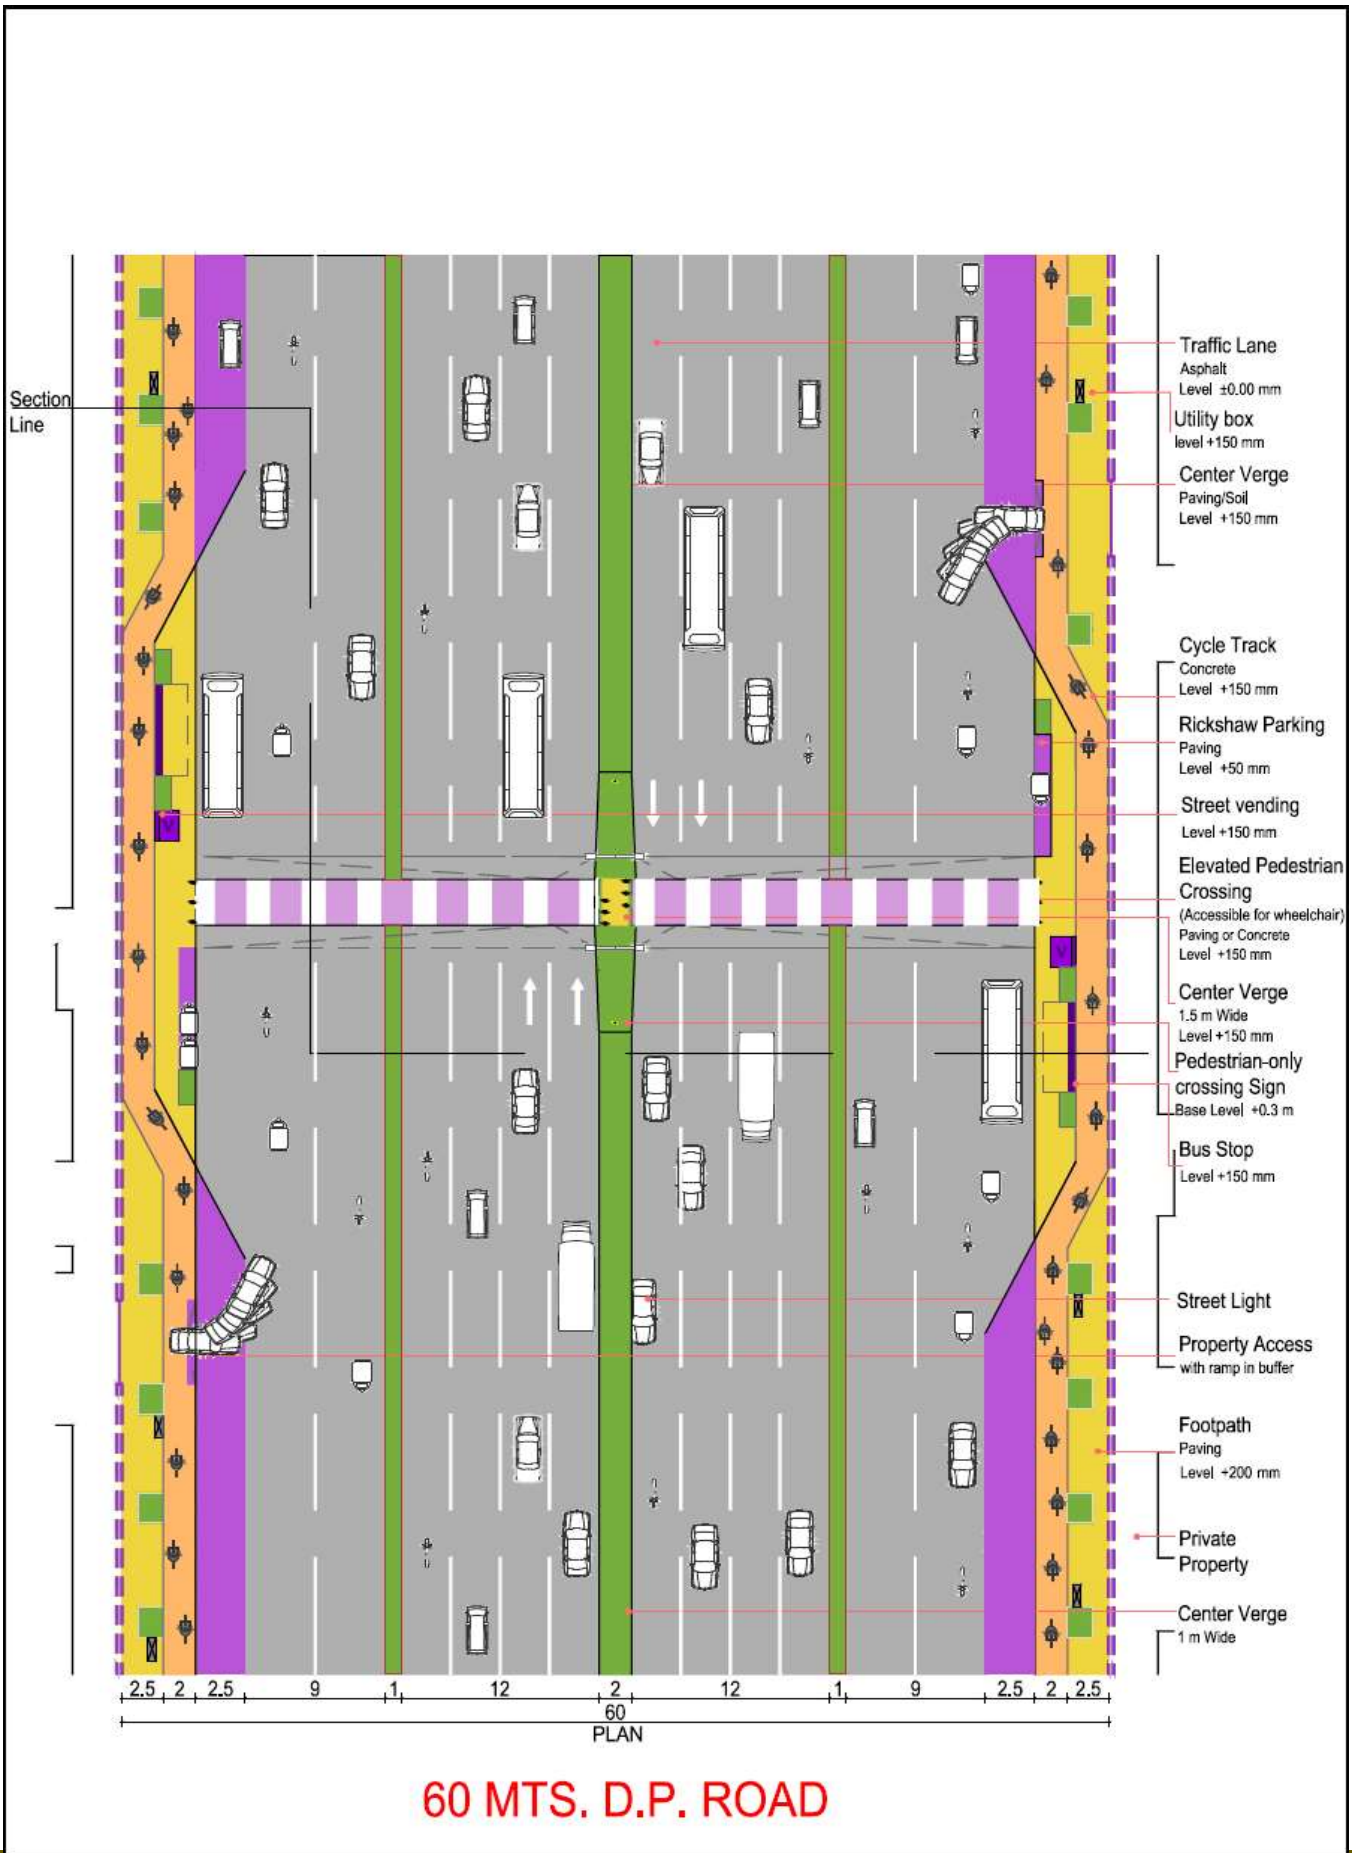 Section
Line
Traffic Lane
Asphalt
Level ±0.00 mm
Utility box
level +150 mm
Center Verge
Paving/Soil
Level +150 mm
Cycle Track
Concrete
Level +150 mm
Rickshaw Parking
Paving
Level +50 mm
Street vending
Level +150 mm
V
Elevated Pedestrian
Crossing
(Accessible for wheelchair)
Paving or Concrete
Level +150 mm
V
Center Verge
1.5 m Wide
Level +150 mm
Pedestrian-only
crossing Sign
Base Level +0.3 m
Bus Stop
Level +150 mm
Street Light
Property Access
with ramp in buffer
Footpath
Paving
Level +200 mm
Private
Property
Center Verge
1 m Wide
2.5 2 2.5 9 1 12 2 12 1 9 2.5 2 2.5
60
PLAN
60 MTS. D.P. ROAD